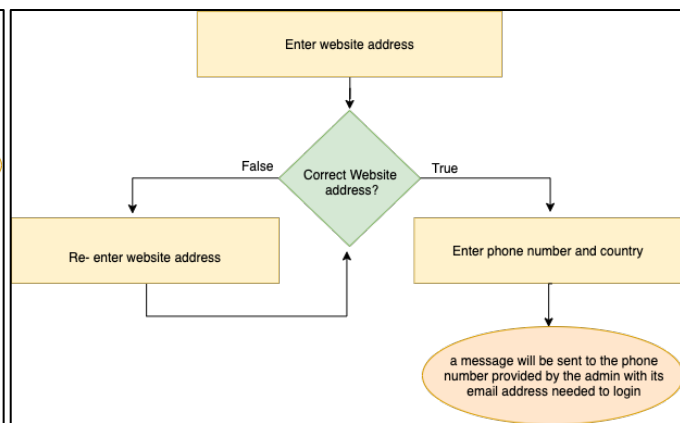 Enter website address
False
True
Correct Website
address?
Re- enter website address
Enter phone number and country
a message will be sent to the phone
number provided by the admin with its
email address needed to login